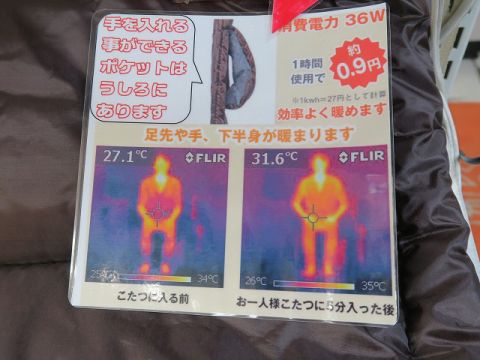 手を入れる
事ができる
ポケットは
うしろに
あります
消費電力 36W
1時間
使用で
約
0.9円
※1kwh=27円として計算
効率よく暖めます
足先や手、下半身が暖まります
27.1℃ FLIR
34℃
こたつに入る前
31.6℃ FLIR
26℃ 35℃
お一人様こたつに5分入った後